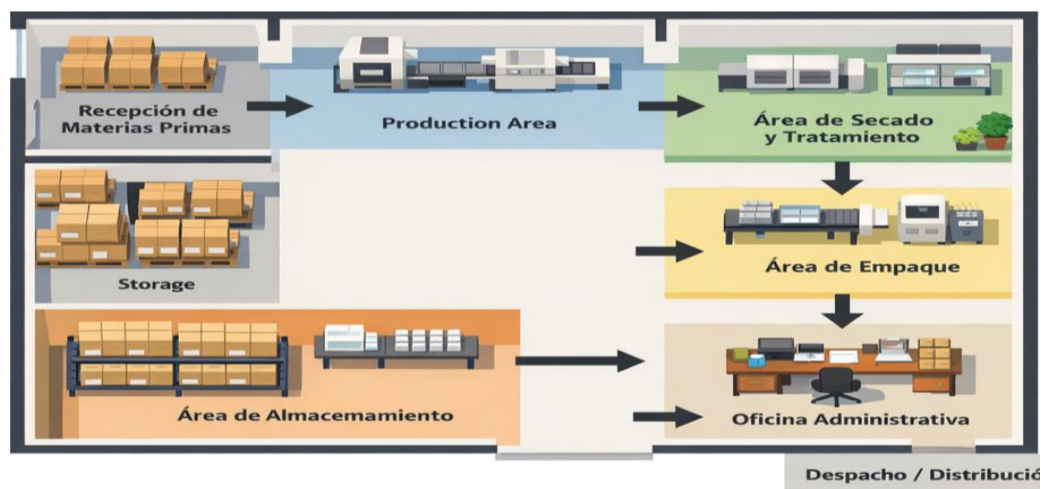 Recepción de
Materias Primas
Production Area
Área de Secado
y Tratamiento
Storage
Área de Empaque
Área de Almacemamiento
Oficina Administrativa
Despacho / Distribució